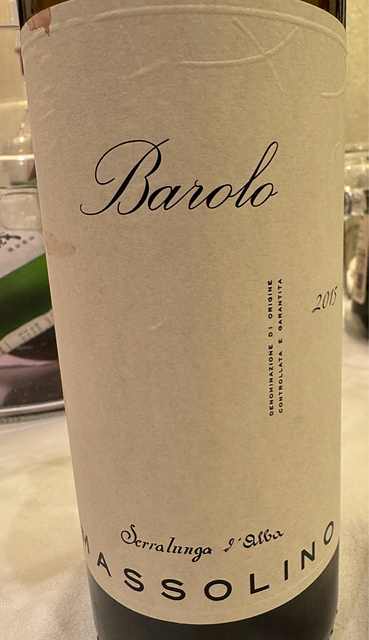 Barolo
2015
DENOMINAZIONE DI ORIGINE
CONTROLLATA E GARANTITA
Serralunga d'Alba
MASSOLINO